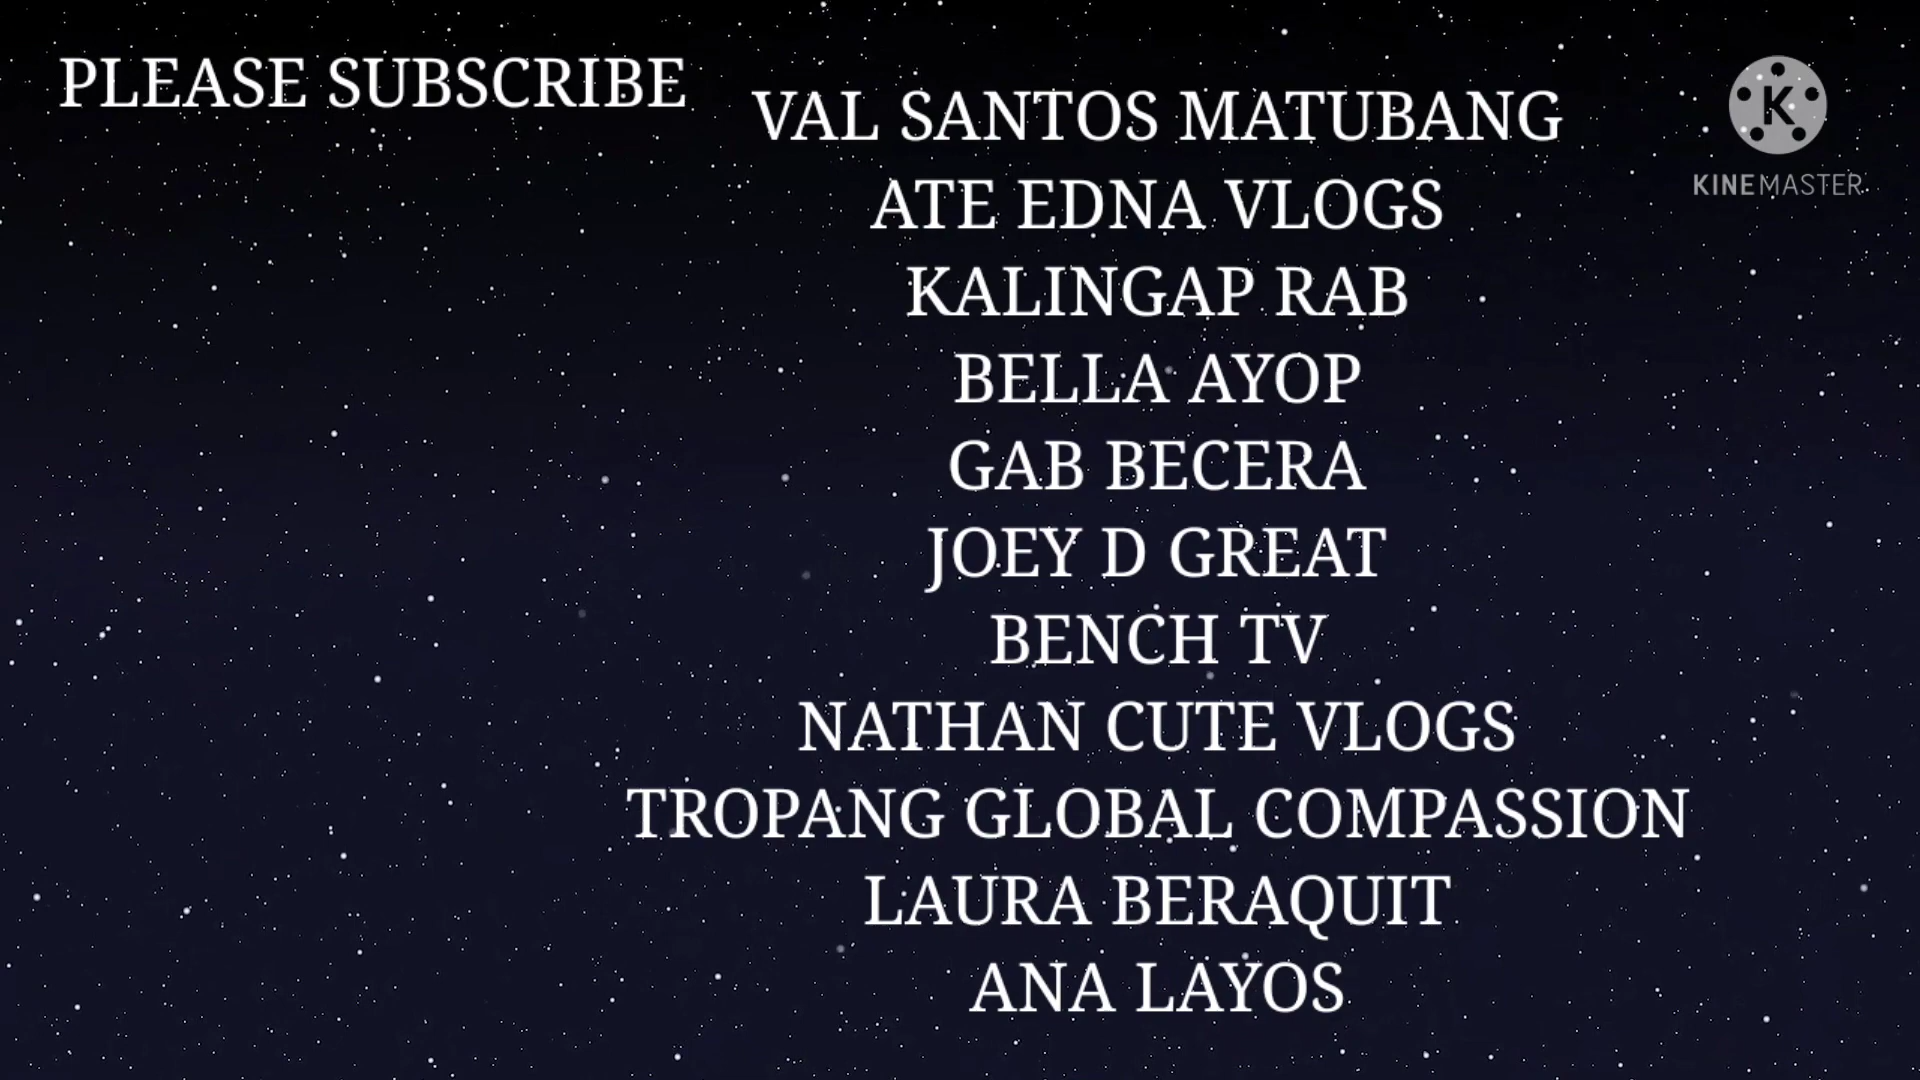 PLEASE SUBSCRIBE
VAL SANTOS MATUBANG
ATE EDNA VLOGS
KALINGAP RAB
BELLA AYOP
GAB BECERA
JOEY D GREAT
BENCH TV
NATHAN CUTE VLOGS
TROPANG GLOBAL COMPASSION
LAURA BERAQUIT
ANA LAYOS
K
KINEMASTER